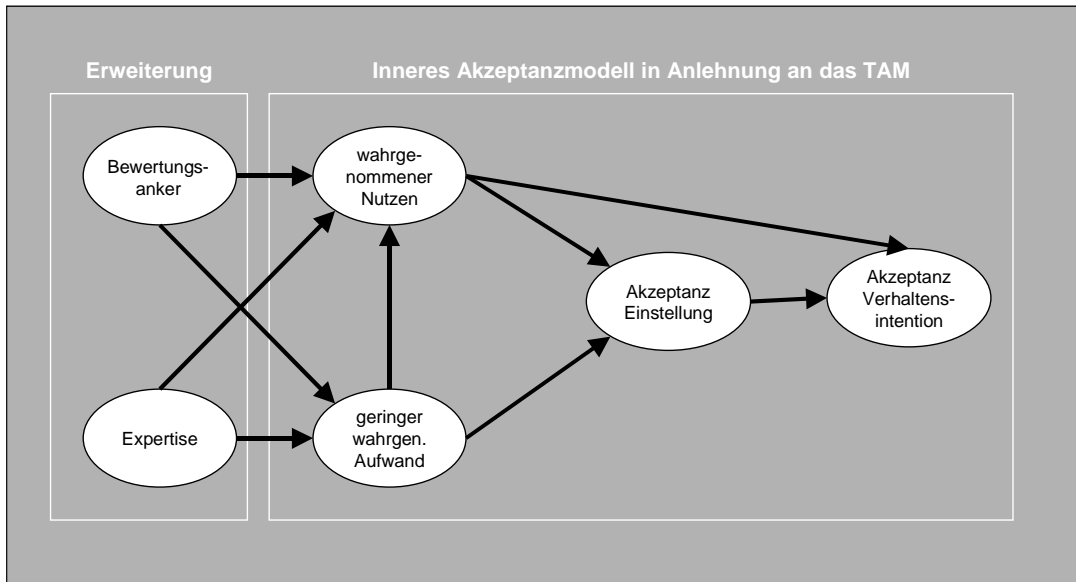 Erweiterung
Inneres Akzeptanzmodell in Anlehnung an das TAM
Bewertungs-
anker
wahrge-
nommener
Nutzen
Akzeptanz
Einstellung
Akzeptanz
Verhaltens-
intention
Expertise
geringer
wahrgen.
Aufwand